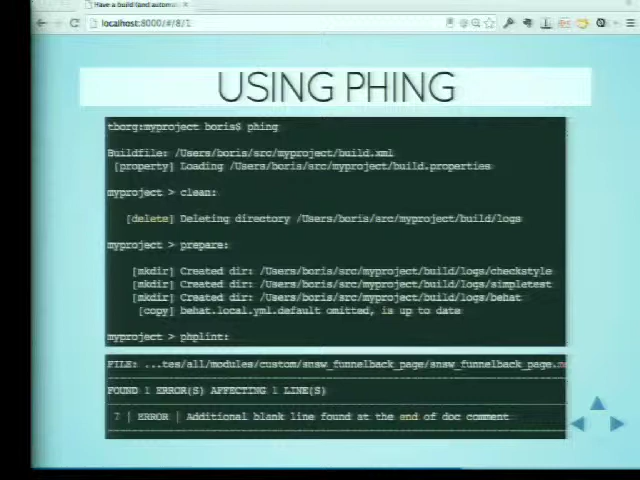 Have a build (and automa
localhost:8000/#/8/1
USING PHING
tborg:myproject boris$ phing
Buildfile: /Users/boris/src/myproject/build.xml
[property] Loading /Users/boris/src/myproject/build.properties
myproject > clean:
[delete] Deleting directory /Users/boris/src/myproject/build/logs
myproject > prepare:
[mkdir] Created dir: /Users/boris/src/myproject/build/logs/checkstyle
[mkdir] Created dir: /Users/boris/src/myproject/build/logs/simpletest
[mkdir] Created dir: /Users/boris/src/myproject/build/logs/behat
[copy] behat.local.yml.default omitted, is up to date
myproject > phplint:
FILE: ...tes/all/modules/custom/snsw_funnelback_page/snsw_funnelback_page.m
FOUND 1 ERROR(S) AFFECTING 1 LINE(S)
7 | ERROR | Additional blank line found at the end of doc comment